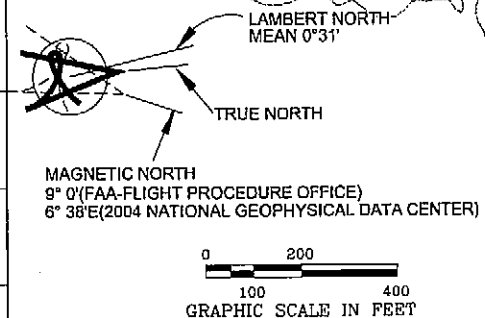 LAMBERT NORTH
MEAN 0°31'
TRUE NORTH
MAGNETIC NORTH
9° 0'(FAA-FLIGHT PROCEDURE OFFICE)
6° 38'E(2004 NATIONAL GEOPHYSICAL DATA CENTER)
0 200
100 400
GRAPHIC SCALE IN FEET